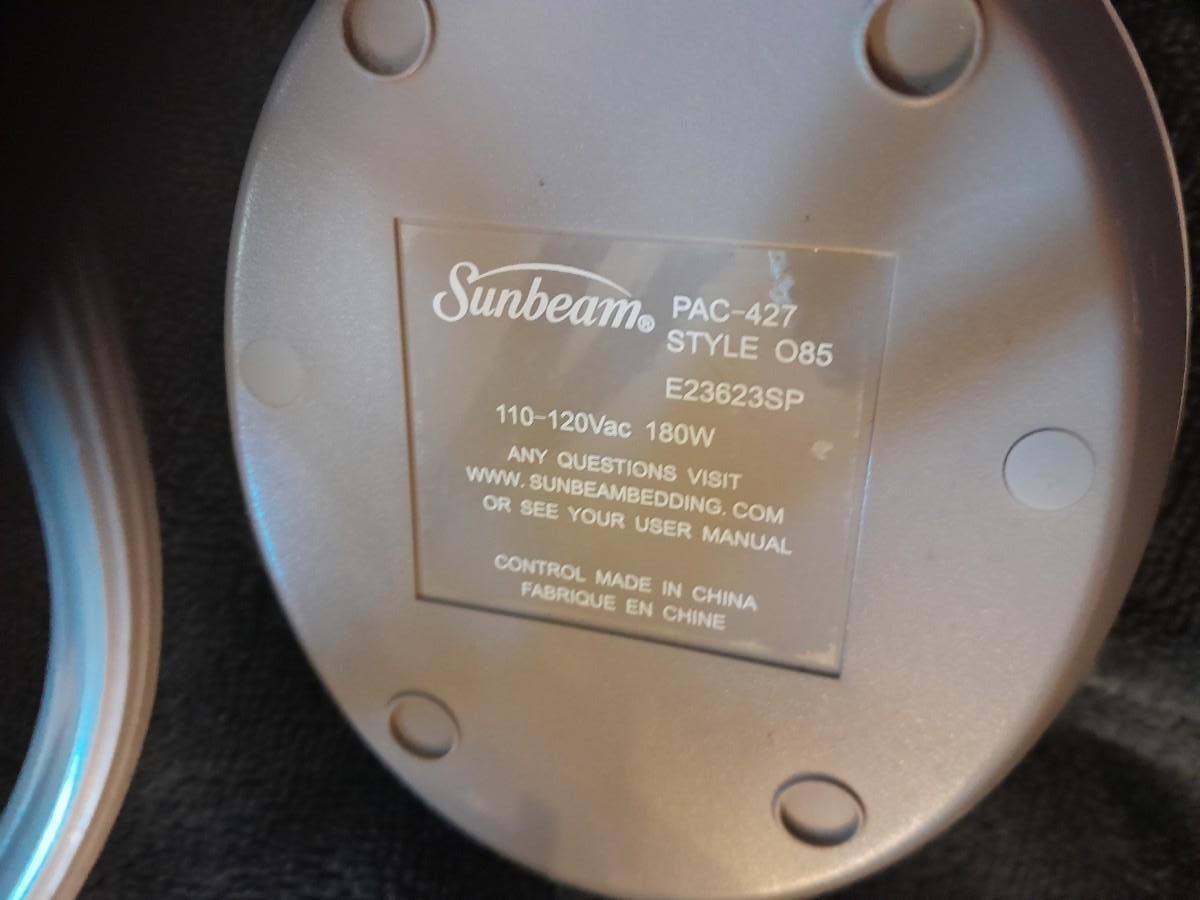 Sunbeam® PAC-427
STYLE O85
E23623SP
110-120Vac 180W
ANY QUESTIONS VISIT
WWW.SUNBEAMBEDDING.COM
OR SEE YOUR USER MANUAL
CONTROL MADE IN CHINA
FABRIQUE EN CHINE